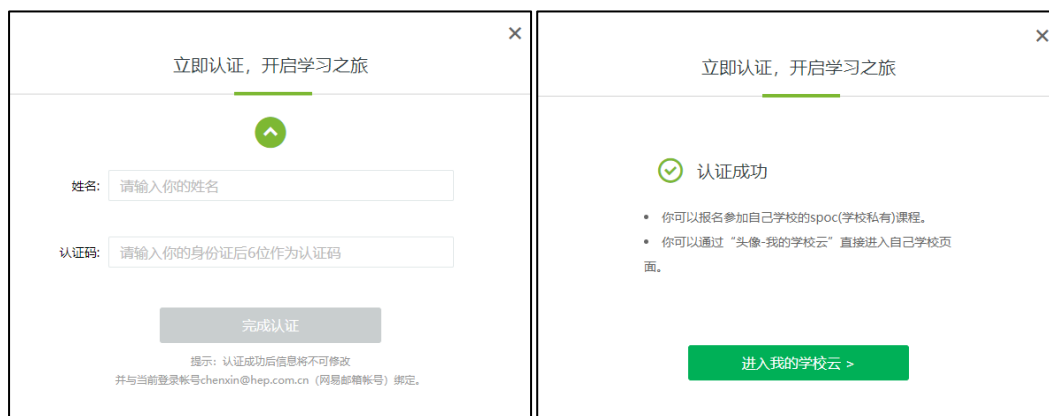 立即认证，开启学习之旅
姓名:
请输入你的姓名
认证码:
请输入你的身份证后6位作为认证码
完成认证
提示：认证成功后信息将不可修改
并与当前登录帐号chenxin@hep.com.cn（网易邮箱帐号）绑定。
立即认证，开启学习之旅
认证成功
• 你可以报名参加自己学校的spoc(学校私有)课程。
• 你可以通过“头像-我的学校云”直接进入自己学校页
面。
进入我的学校云 >